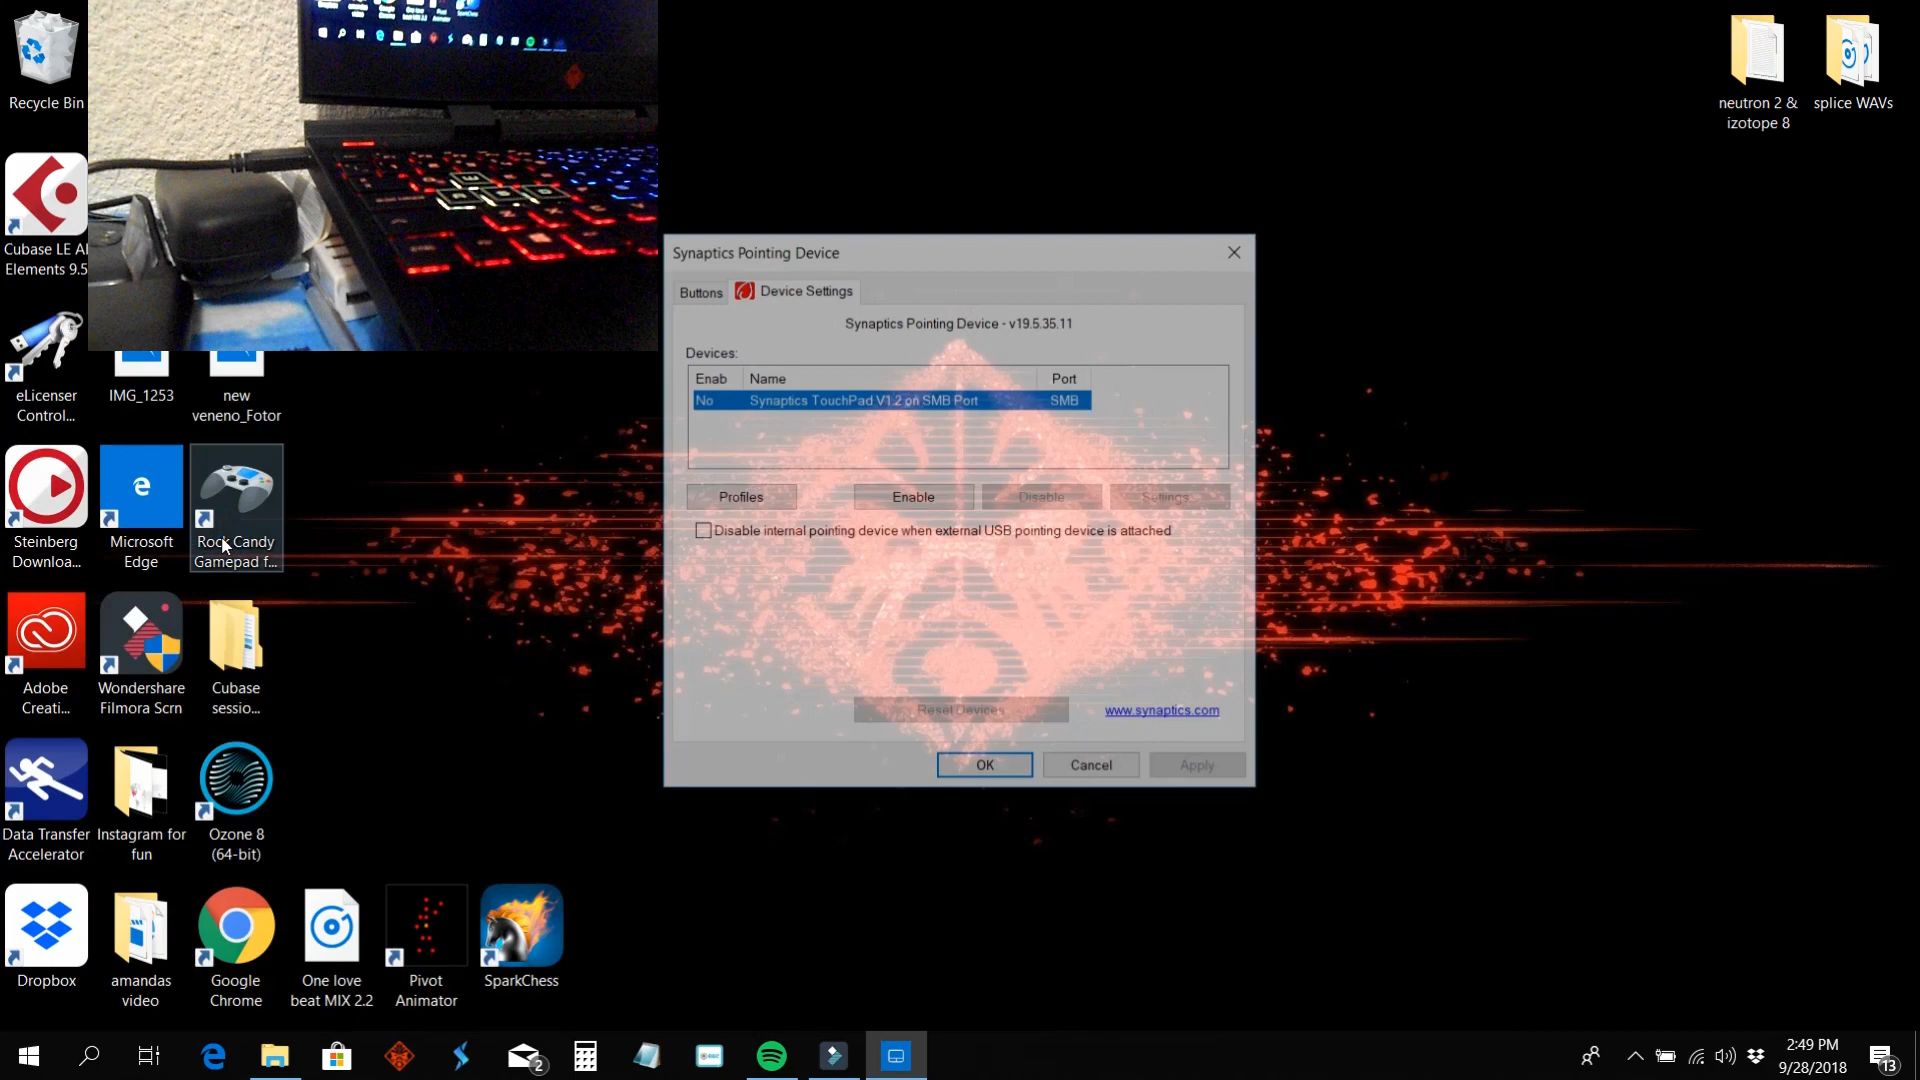 Recycle Bin
neutron 2 &
izotope 8
splice WAVs
Cubase LE AI
Elements 9.5
eLicenser
Control...
IMG_1253
new
veneno_Fotor
Steinberg
Downloa...
Microsoft
Edge
Rock Candy
Gamepad f...
Adobe
Creati...
Wondershare
Filmora Scrn
Cubase
sessio...
Data Transfer
Accelerator
Instagram for
fun
Ozone 8
(64-bit)
Dropbox
amandas
video
Google
Chrome
One love
beat MIX 2.2
Pivot
Animator
SparkChess
Synaptics Pointing Device
Buttons
Device Settings
Synaptics Pointing Device - v19.5.35.11
Devices:
Enab Name Port
No Synaptics TouchPad V1.2 on SMB Port SMB
Profiles Enable Disable Settings
Disable internal pointing device when external USB pointing device is attached
Reset Devices www.synaptics.com
OK Cancel Apply
2
2:49 PM
9/28/2018
13